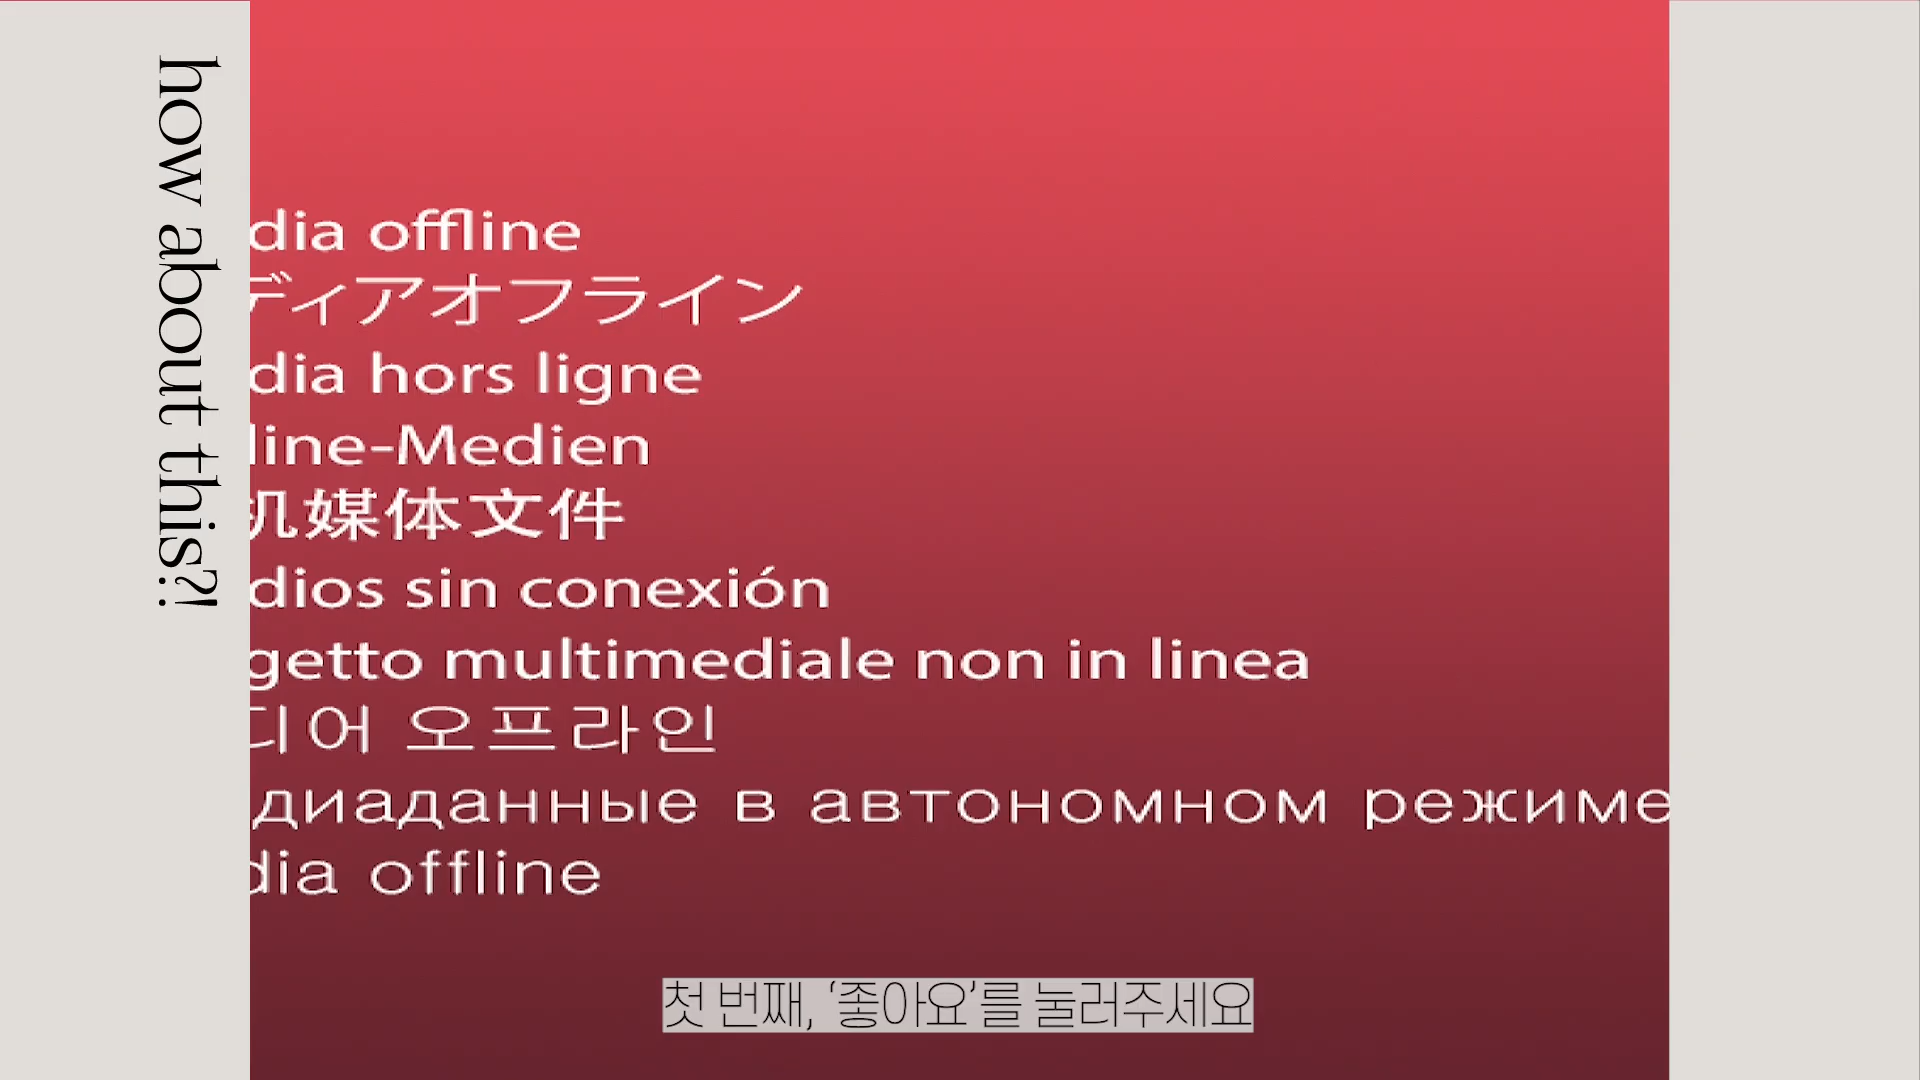 how about this?!
dia offline
ディアオフライン
dia hors ligne
line-Medien
机媒体文件
dios sin conexión
getto multimediale non in linea
디어 오프라인
диаданные в автономном режиме
dia offline
첫 번째, ‘좋아요’를 눌러주세요